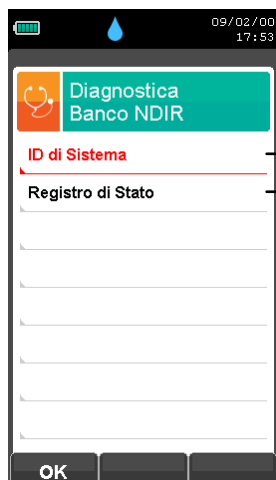 09/02/00
17:53
Diagnostica
Banco NDIR
ID di Sistema
Registro di Stato
OK